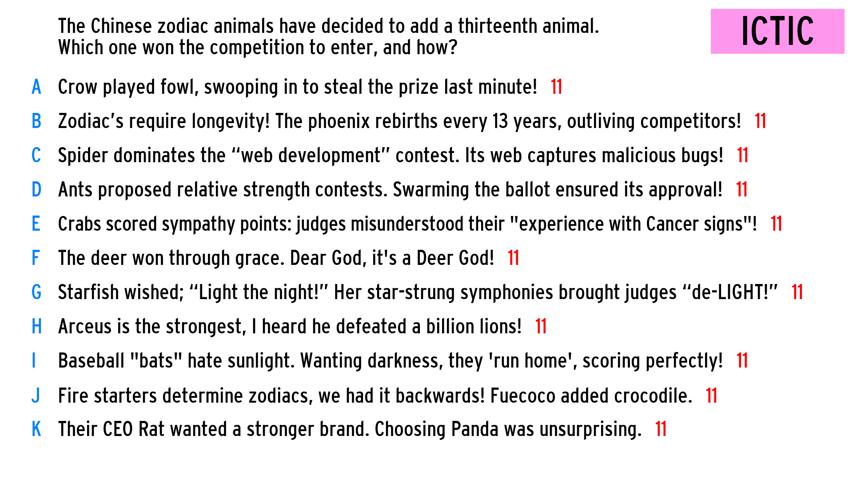 The Chinese zodiac animals have decided to add a thirteenth animal.
Which one won the competition to enter, and how?
ICTIC
A Crow played fowl, swooping in to steal the prize last minute! 11
B Zodiac's require longevity! The phoenix rebirths every 13 years, outliving competitors! 11
C Spider dominates the “web development” contest. Its web captures malicious bugs! 11
D Ants proposed relative strength contests. Swarming the ballot ensured its approval! 11
E Crabs scored sympathy points: judges misunderstood their "experience with Cancer signs"! 11
F The deer won through grace. Dear God, it's a Deer God! 11
G Starfish wished; “Light the night!” Her star-strung symphonies brought judges “de-LIGHT!” 11
H Arceus is the strongest, I heard he defeated a billion lions! 11
I Baseball "bats" hate sunlight. Wanting darkness, they 'run home', scoring perfectly! 11
J Fire starters determine zodiacs, we had it backwards! Fuecoco added crocodile. 11
K Their CEO Rat wanted a stronger brand. Choosing Panda was unsurprising. 11